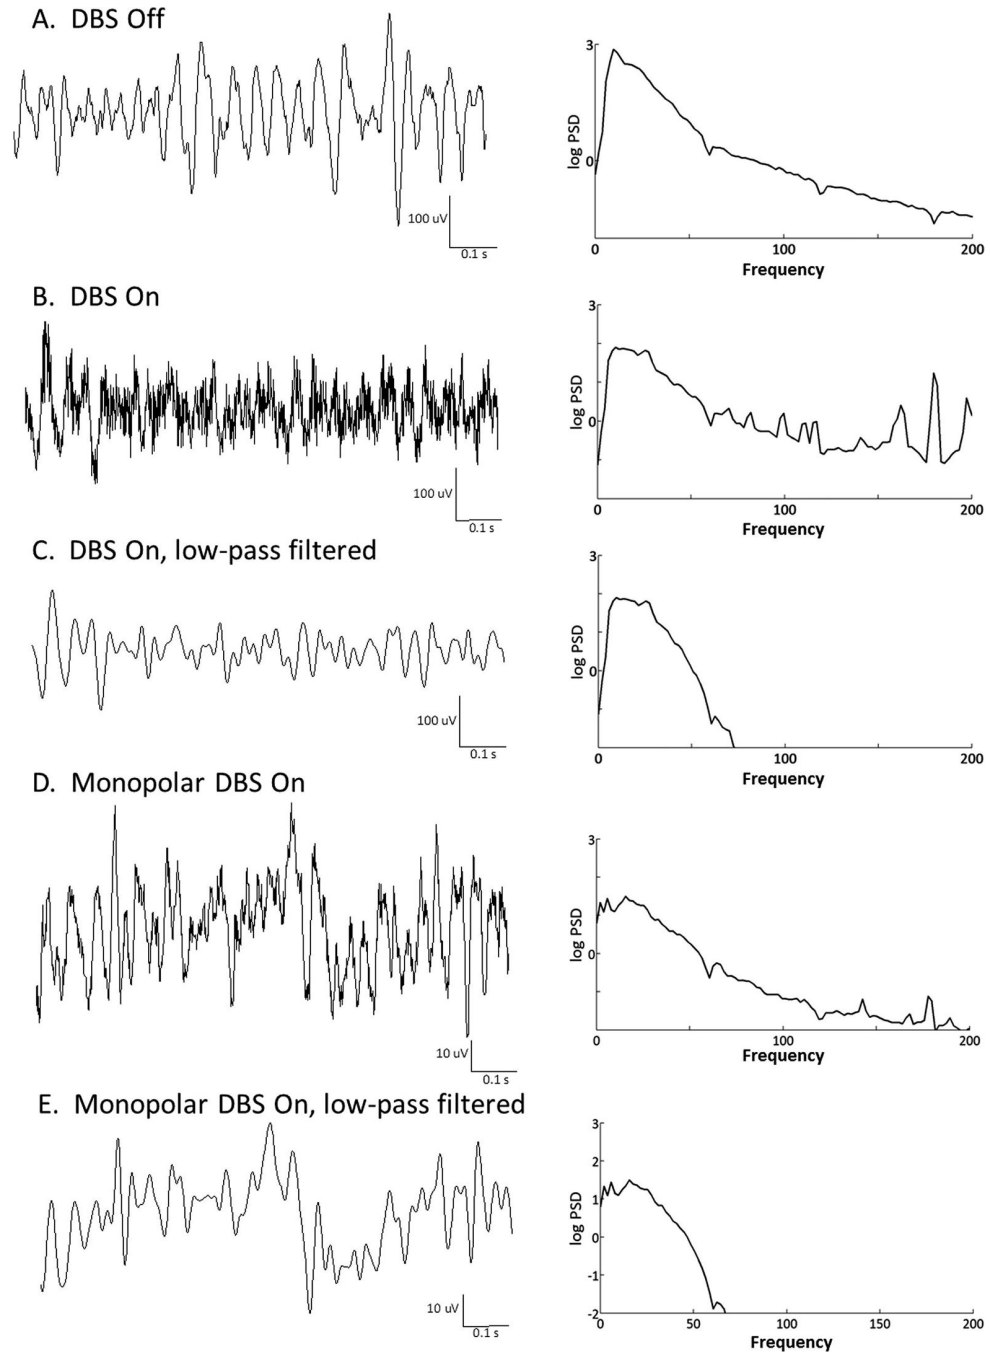 A. DBS Off
100 uV
0.1 s
3
0
log PSD
0
100
200
Frequency
B. DBS On
100 uV
0.1 s
3
0
log PSD
0
100
200
Frequency
C. DBS On, low-pass filtered
100 uV
0.1 s
3
0
log PSD
0
100
200
Frequency
D. Monopolar DBS On
10 uV
0.1 s
3
0
log PSD
0
100
200
Frequency
E. Monopolar DBS On, low-pass filtered
10 uV
0.1 s
3
2
1
0
-1
-2
log PSD
0
50
100
150
200
Frequency